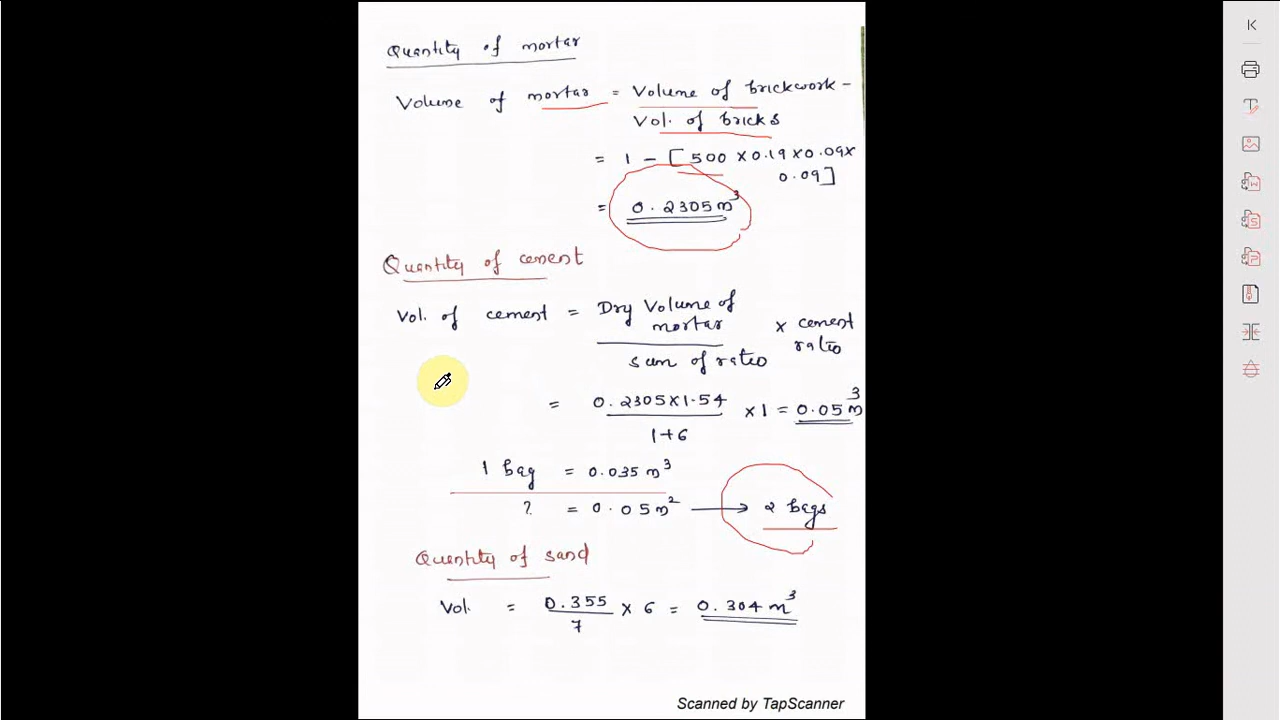 Quantity of mortar
Volume of mortar = Volume of brickwork -
Vol. of bricks
= 1 - [500 x 0.19 x 0.09 x
0.09]
= 0.2305 m³
Quantity of cement
Vol. of cement = Dry Volume of
mortar
x cement
ratio
sum of ratio
= 0.2305 x 1.54
x 1 = 0.05 m³
1+6
1 Bag = 0.035 m³
? = 0.05 m² → 2 bags
Quantity of sand
Vol. = 0.355
x 6 = 0.304 m³
7
Scanned by TapScanner